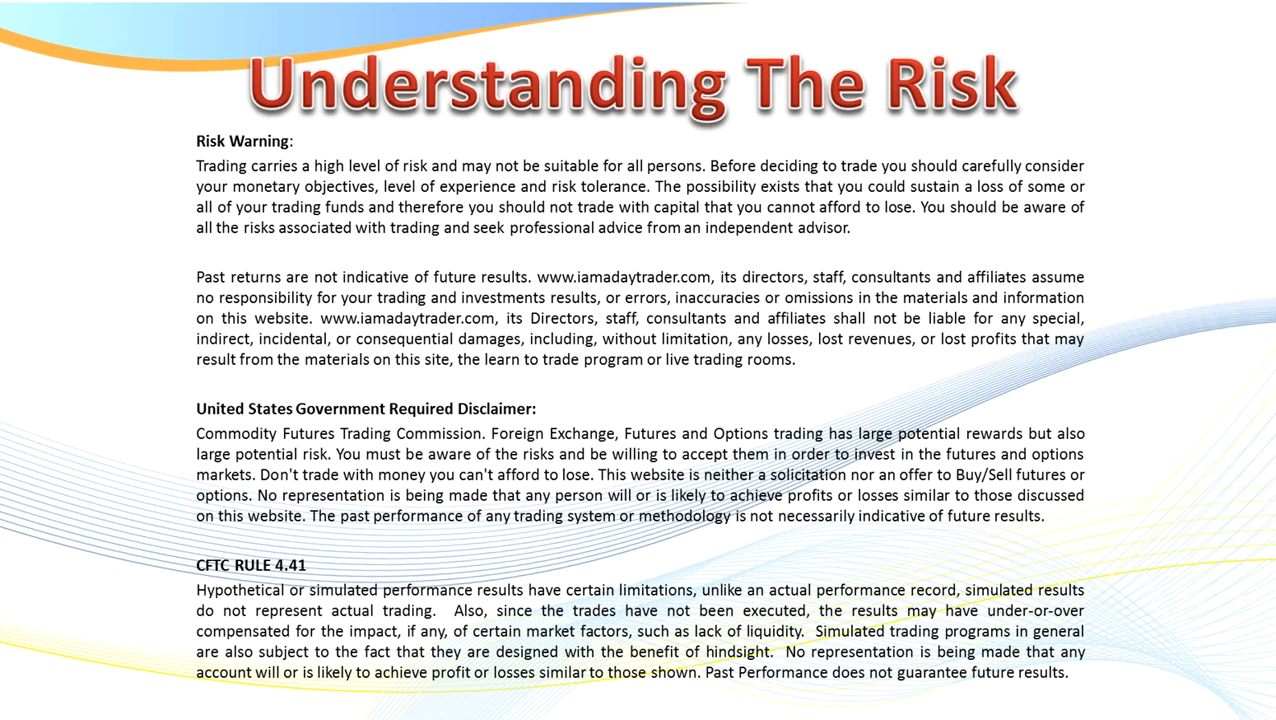 Understanding The Risk
Risk Warning:
Trading carries a high level of risk and may not be suitable for all persons. Before deciding to trade you should carefully consider
your monetary objectives, level of experience and risk tolerance. The possibility exists that you could sustain a loss of some or
all of your trading funds and therefore you should not trade with capital that you cannot afford to lose. You should be aware of
all the risks associated with trading and seek professional advice from an independent advisor.
Past returns are not indicative of future results. www.iamadaytrader.com, its directors, staff, consultants and affiliates assume
no responsibility for your trading and investments results, or errors, inaccuracies or omissions in the materials and information
on this website. www.iamadaytrader.com, its Directors, staff, consultants and affiliates shall not be liable for any special,
indirect, incidental, or consequential damages, including, without limitation, any losses, lost revenues, or lost profits that may
result from the materials on this site, the learn to trade program or live trading rooms.
United States Government Required Disclaimer:
Commodity Futures Trading Commission. Foreign Exchange, Futures and Options trading has large potential rewards but also
large potential risk. You must be aware of the risks and be willing to accept them in order to invest in the futures and options
markets. Don't trade with money you can't afford to lose. This website is neither a solicitation nor an offer to Buy/Sell futures or
options. No representation is being made that any person will or is likely to achieve profits or losses similar to those discussed
on this website. The past performance of any trading system or methodology is not necessarily indicative of future results.
CFTC RULE 4.41
Hypothetical or simulated performance results have certain limitations, unlike an actual performance record, simulated results
do not represent actual trading. Also, since the trades have not been executed, the results may have under-or-over
compensated for the impact, if any, of certain market factors, such as lack of liquidity. Simulated trading programs in general
are also subject to the fact that they are designed with the benefit of hindsight. No representation is being made that any
account will or is likely to achieve profit or losses similar to those shown. Past Performance does not guarantee future results.